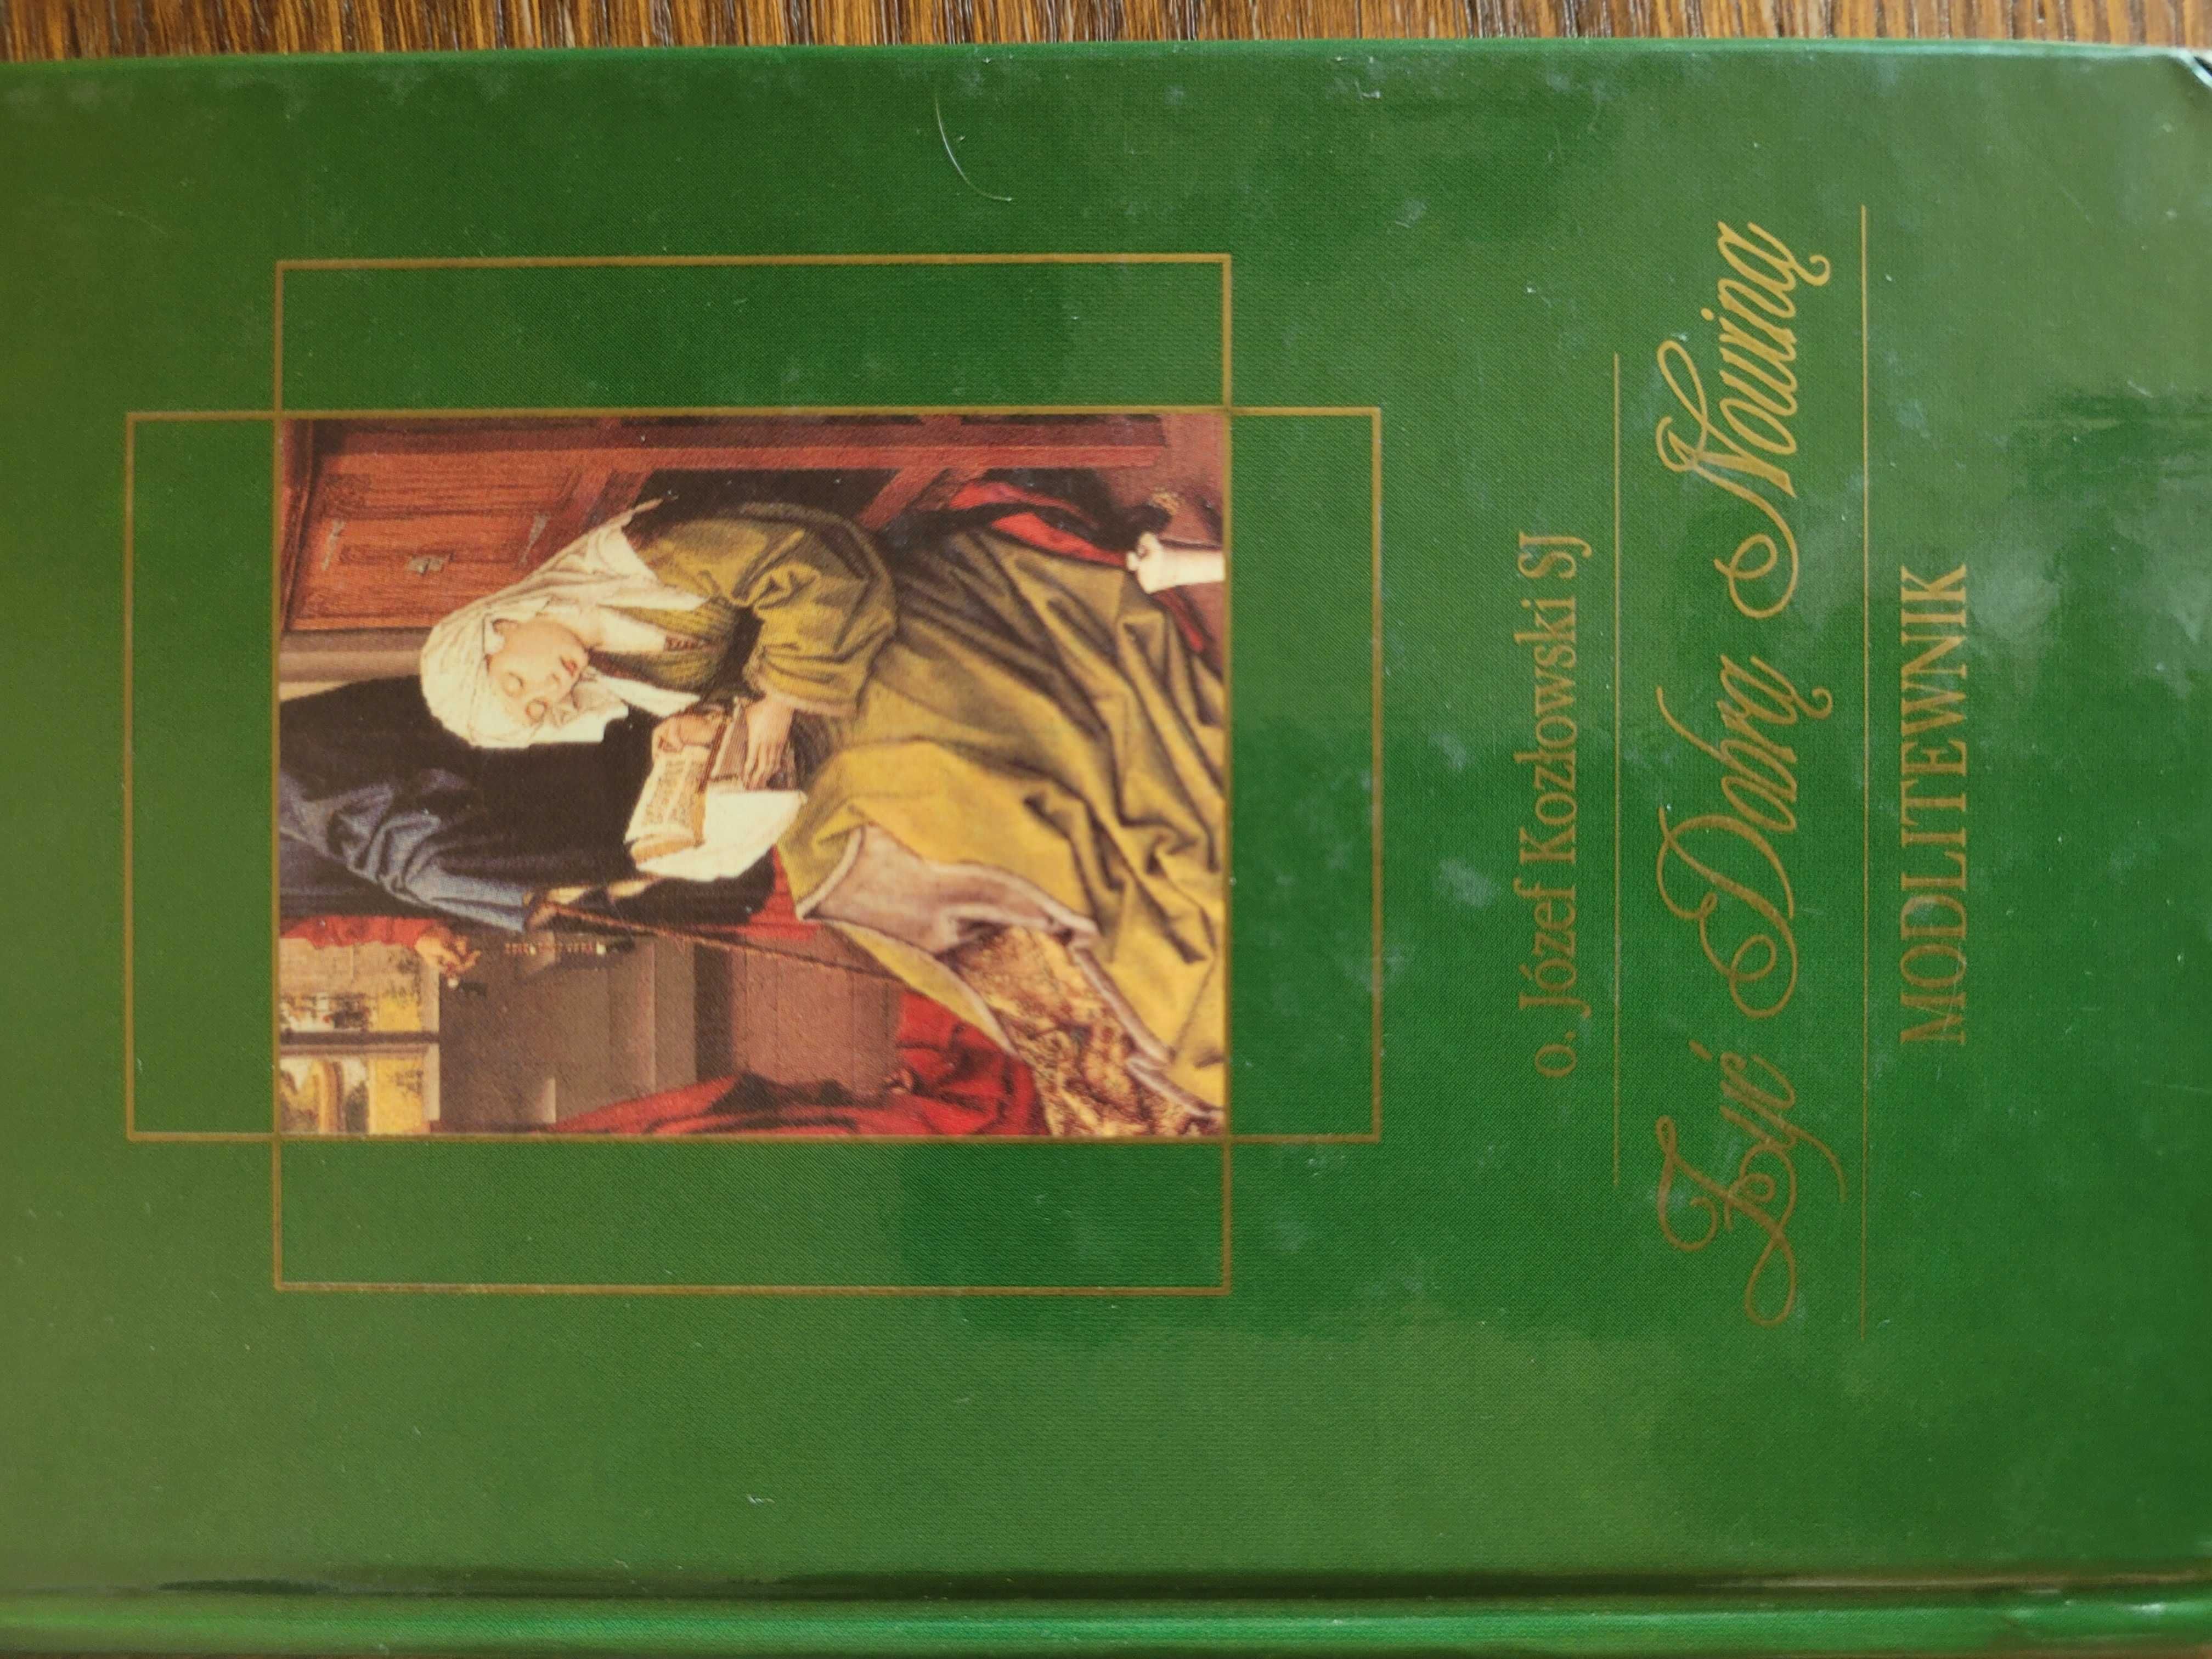 o. Józef Kozłowski SJ
Żyć Dobrą Nowiną
MODLITEWNIK